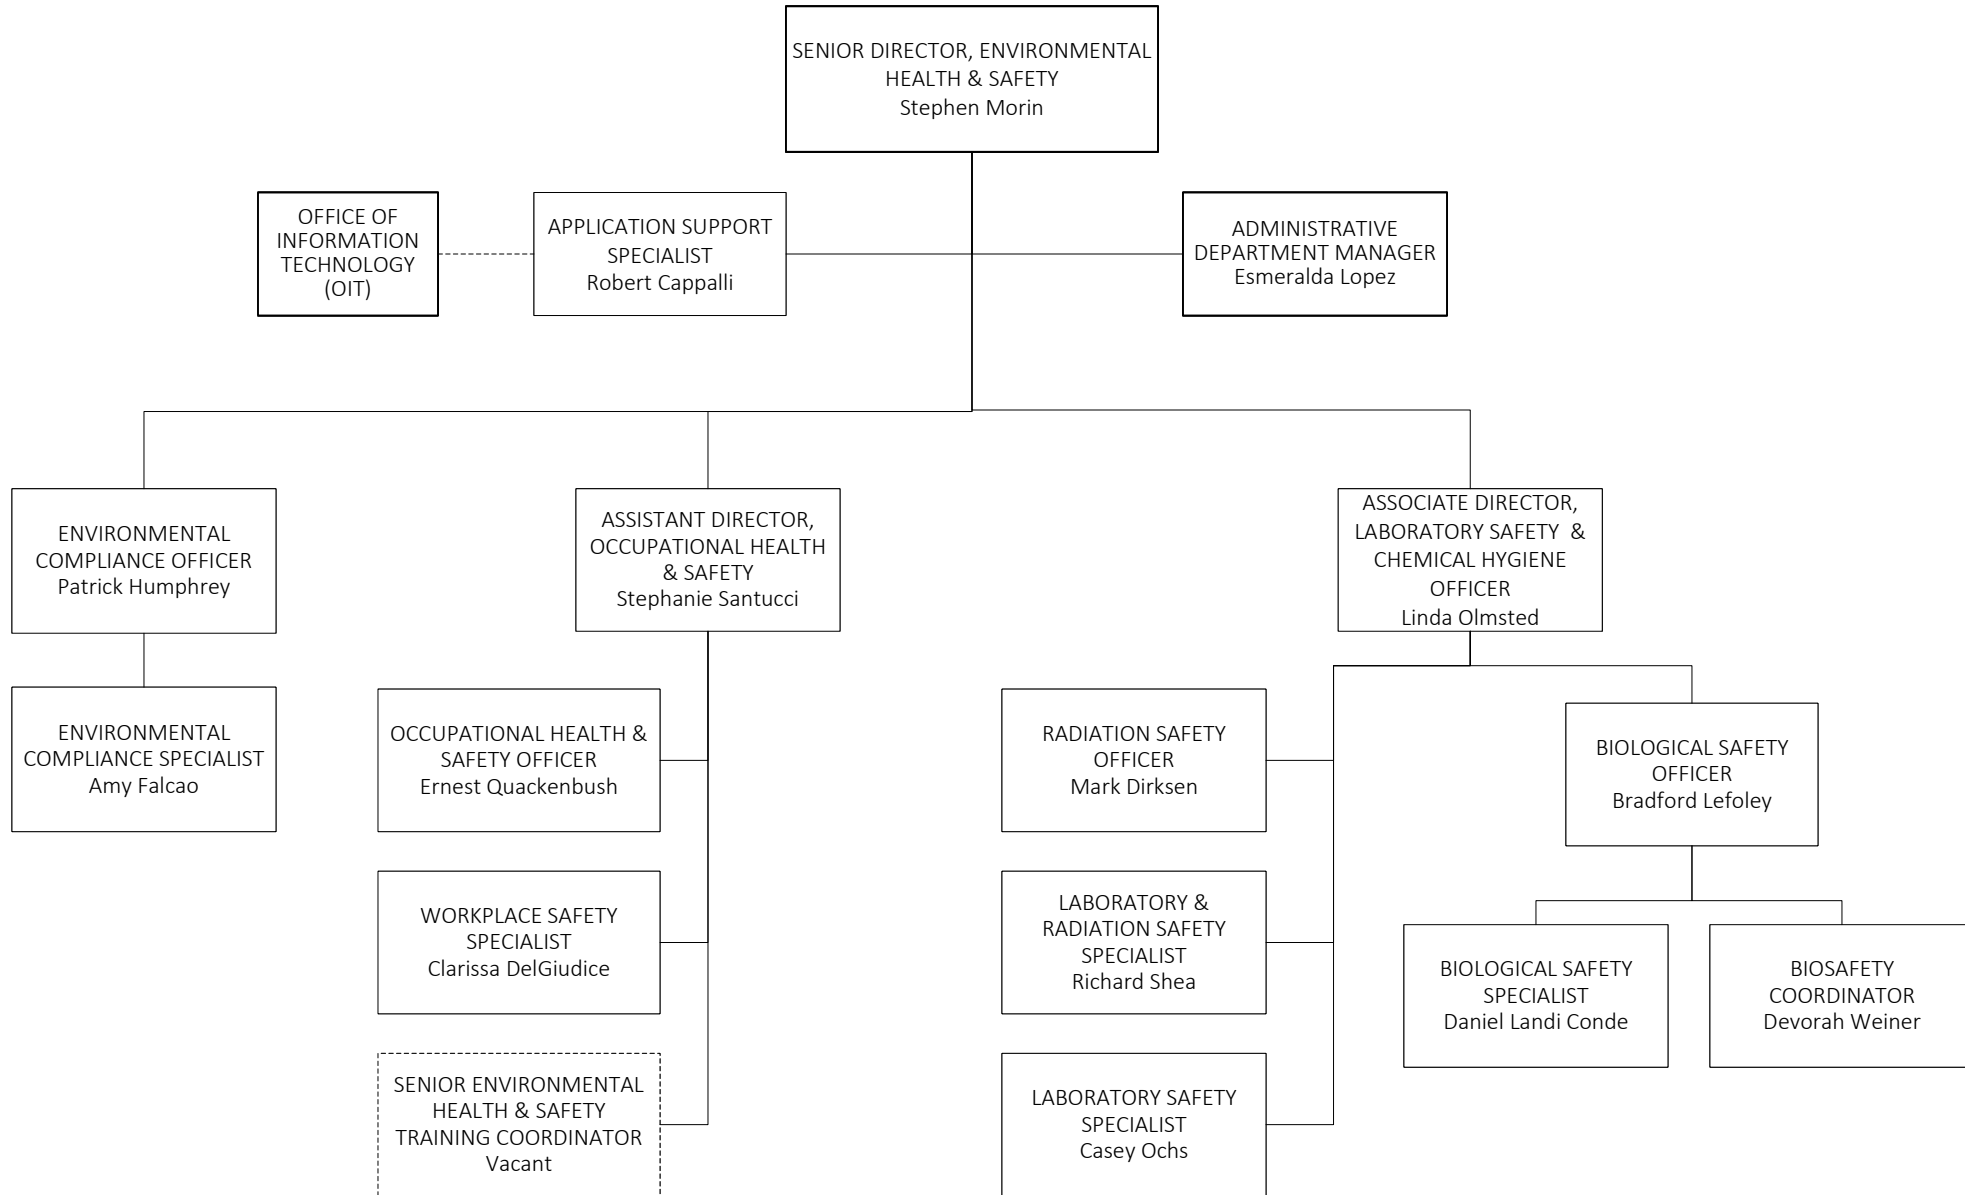 SENIOR DIRECTOR, ENVIRONMENTAL
HEALTH & SAFETY
Stephen Morin
OFFICE OF
INFORMATION
TECHNOLOGY
(OIT)
APPLICATION SUPPORT
SPECIALIST
Robert Cappalli
ADMINISTRATIVE
DEPARTMENT MANAGER
Esmeralda Lopez
ENVIRONMENTAL
COMPLIANCE OFFICER
Patrick Humphrey
ASSISTANT DIRECTOR,
OCCUPATIONAL HEALTH
& SAFETY
Stephanie Santucci
ASSOCIATE DIRECTOR,
LABORATORY SAFETY &
CHEMICAL HYGIENE
OFFICER
Linda Olmsted
ENVIRONMENTAL
COMPLIANCE SPECIALIST
Amy Falcao
OCCUPATIONAL HEALTH &
SAFETY OFFICER
Ernest Quackenbush
RADIATION SAFETY
OFFICER
Mark Dirksen
BIOLOGICAL SAFETY
OFFICER
Bradford Lefoley
WORKPLACE SAFETY
SPECIALIST
Clarissa DelGiudice
LABORATORY &
RADIATION SAFETY
SPECIALIST
Richard Shea
BIOLOGICAL SAFETY
SPECIALIST
Daniel Landi Conde
BIOSAFETY
COORDINATOR
Devorah Weiner
SENIOR ENVIRONMENTAL
HEALTH & SAFETY
TRAINING COORDINATOR
Vacant
LABORATORY SAFETY
SPECIALIST
Casey Ochs